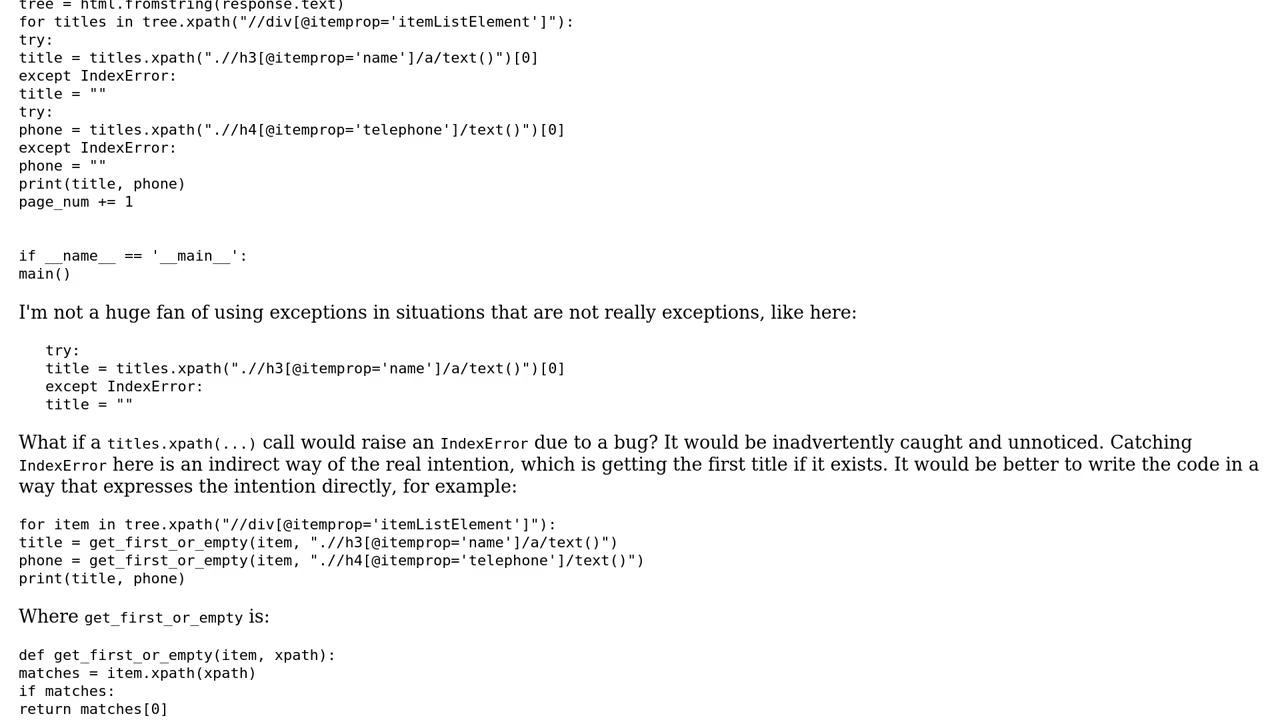 tree = html.fromstring(response.text)
for titles in tree.xpath("//div[@itemprop='itemListElement']"):
try:
title = titles.xpath(".//h3[@itemprop='name']/a/text()")[0]
except IndexError:
title = ""
try:
phone = titles.xpath(".//h4[@itemprop='telephone']/text()")[0]
except IndexError:
phone = ""
print(title, phone)
page_num += 1
if __name__ == '__main__':
main()
I'm not a huge fan of using exceptions in situations that are not really exceptions, like here:
try:
title = titles.xpath(".//h3[@itemprop='name']/a/text()")[0]
except IndexError:
title = ""
What if a titles.xpath(...) call would raise an IndexError due to a bug? It would be inadvertently caught and unnoticed. Catching
IndexError here is an indirect way of the real intention, which is getting the first title if it exists. It would be better to write the code in a
way that expresses the intention directly, for example:
for item in tree.xpath("//div[@itemprop='itemListElement']"):
title = get_first_or_empty(item, ".//h3[@itemprop='name']/a/text()")
phone = get_first_or_empty(item, ".//h4[@itemprop='telephone']/text()")
print(title, phone)
Where get_first_or_empty is:
def get_first_or_empty(item, xpath):
matches = item.xpath(xpath)
if matches:
return matches[0]